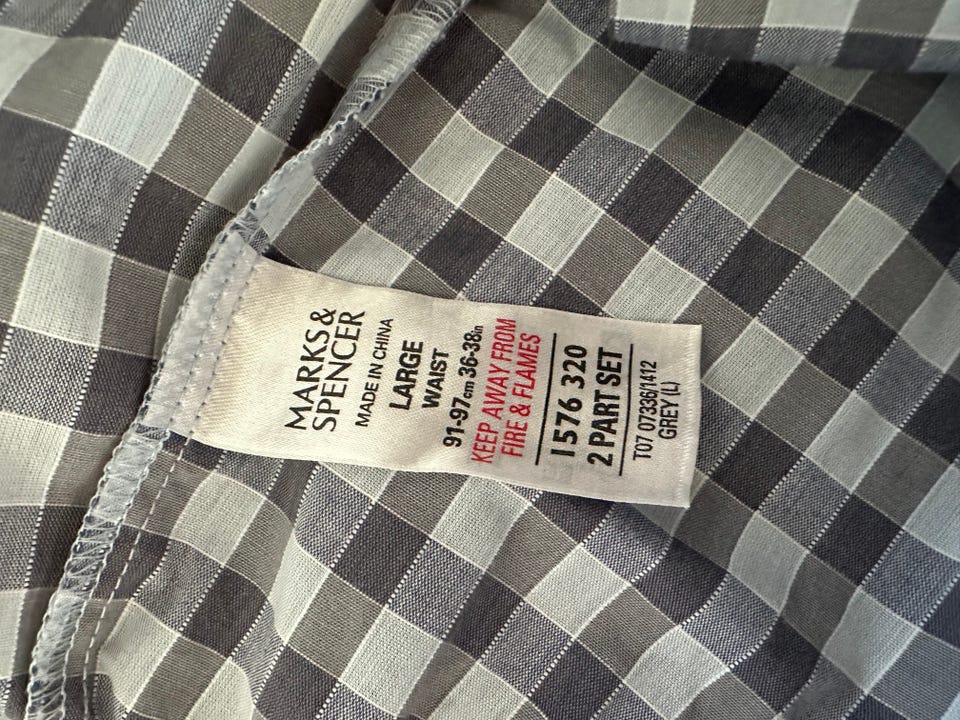 MARKS &
SPENCER
MADE IN CHINA
LARGE
WAIST
91-97cm 36-38in
KEEP AWAY FROM
FIRE & FLAMES
1576 320
2 PART SET
T07 07336/1412
GREY (L)